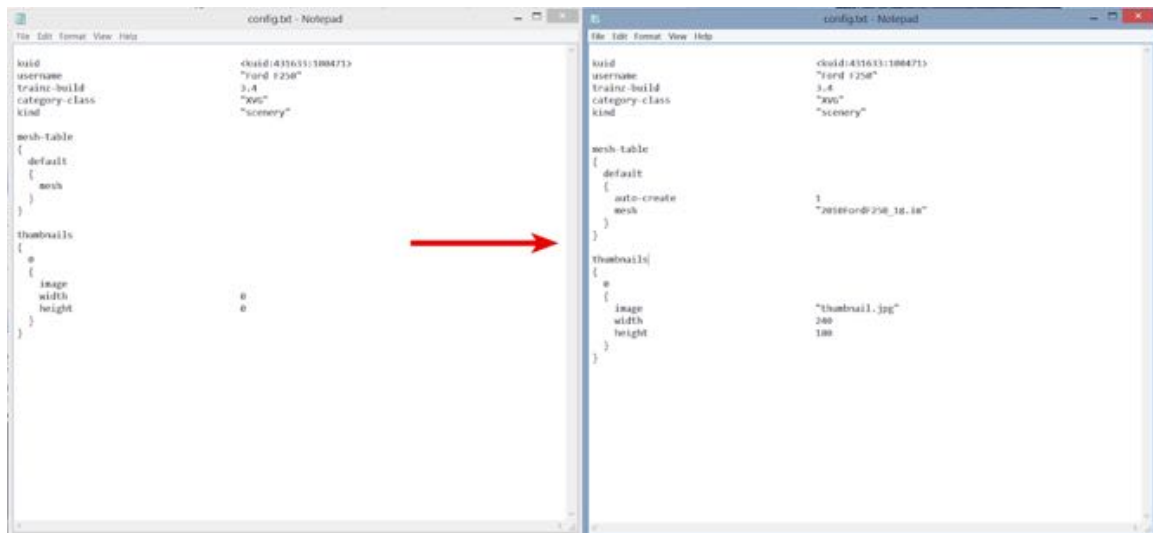 config.txt - Notepad
File Edit Format View Help
kuid <kuid:431633:100471>
username "Ford F250"
trainz-build 3.4
category-class "XVG"
kind "scenery"
mesh-table
{
default
{
mesh
}
}
thumbnails
{
0
{
image
width 0
height 0
}
}
config.txt - Notepad
File Edit Format View Help
kuid <kuid:431633:100471>
username "Ford F250"
trainz-build 3.4
category-class "XVG"
kind "scenery"
mesh-table
{
default
{
auto-create 1
mesh "2010FordF250_18.im"
}
}
thumbnails
{
0
{
image "thumbnail.jpg"
width 240
height 180
}
}